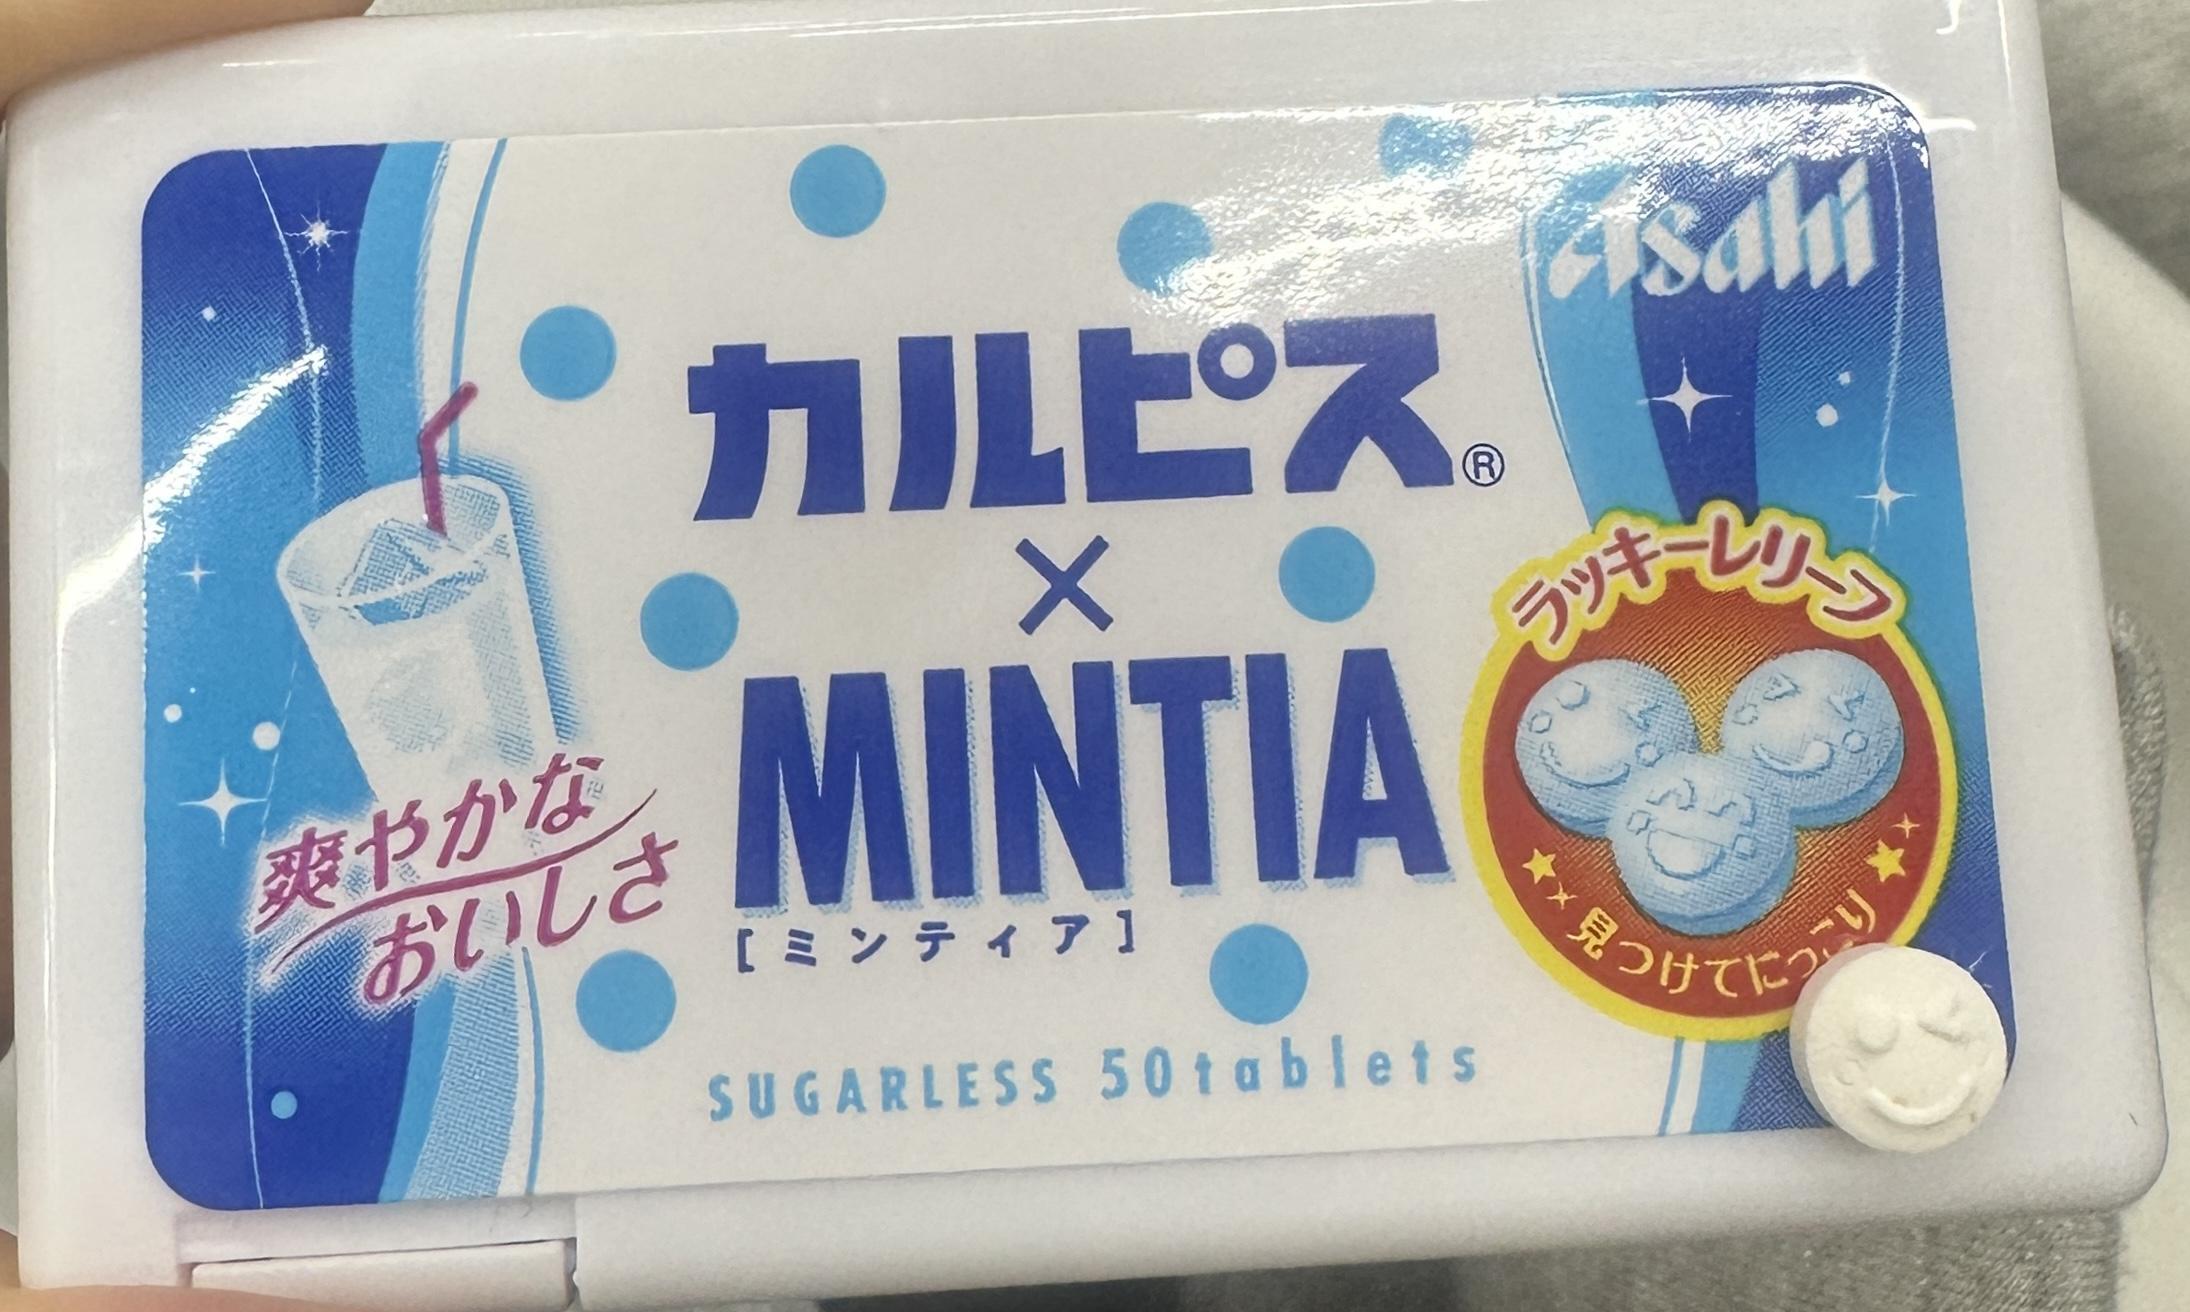 Asahi
カルピス®
×
MINTIA
[ミンティア]
爽やかな
おいしさ
ラッキーレリーフ
見つけてにっこり
SUGARLESS 50tablets